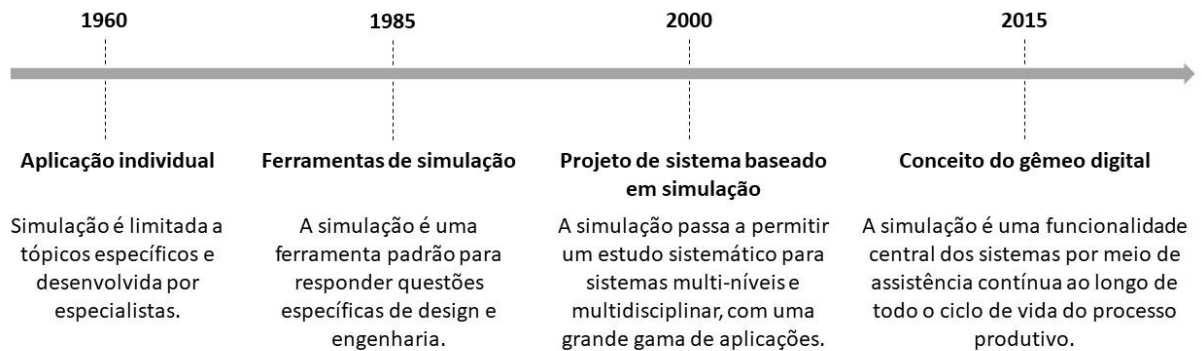 1960
1985
2000
2015
Aplicação individual
Simulação é limitada a
tópicos específicos e
desenvolvida por
especialistas.
Ferramentas de simulação
A simulação é uma
ferramenta padrão para
responder questões
específicas de design e
engenharia.
Projeto de sistema baseado
em simulação
A simulação passa a permitir
um estudo sistemático para
sistemas multi-níveis e
multidisciplinar, com uma
grande gama de aplicações.
Conceito do gêmeo digital
A simulação é uma funcionalidade
central dos sistemas por meio de
assistência contínua ao longo de
todo o ciclo de vida do processo
produtivo.